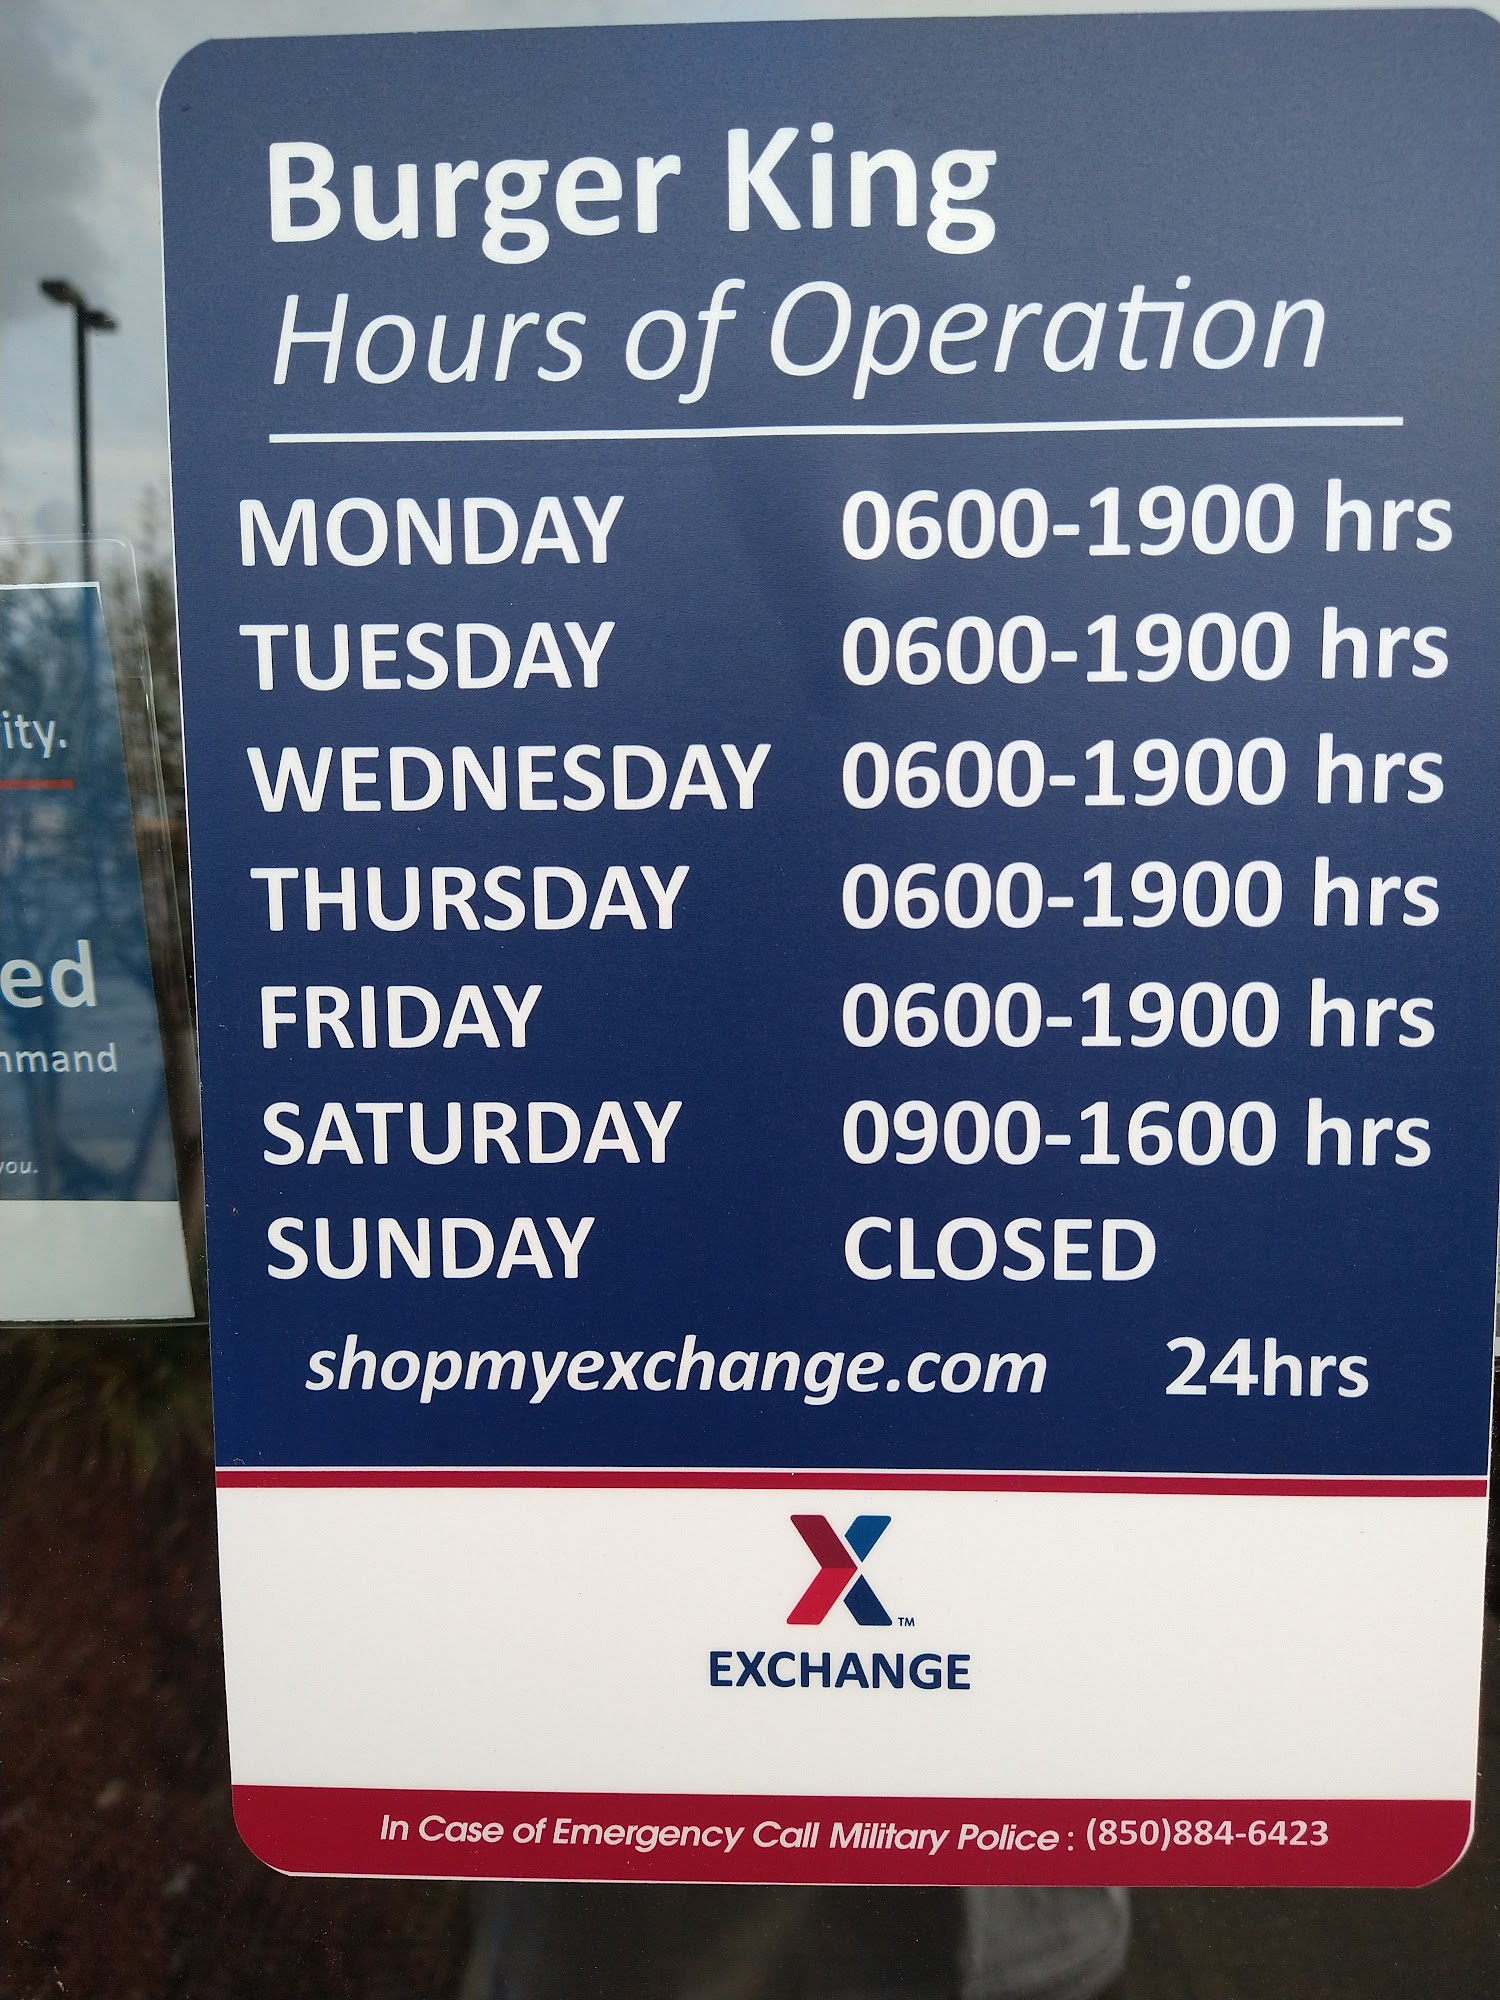 Burger King
Hours of Operation
MONDAY 0600-1900 hrs
TUESDAY 0600-1900 hrs
WEDNESDAY 0600-1900 hrs
THURSDAY 0600-1900 hrs
FRIDAY 0600-1900 hrs
SATURDAY 0900-1600 hrs
SUNDAY CLOSED
shopmyexchange.com 24hrs
X™
EXCHANGE
In Case of Emergency Call Military Police : (850)884-6423
ity.
ed
mmand
you.